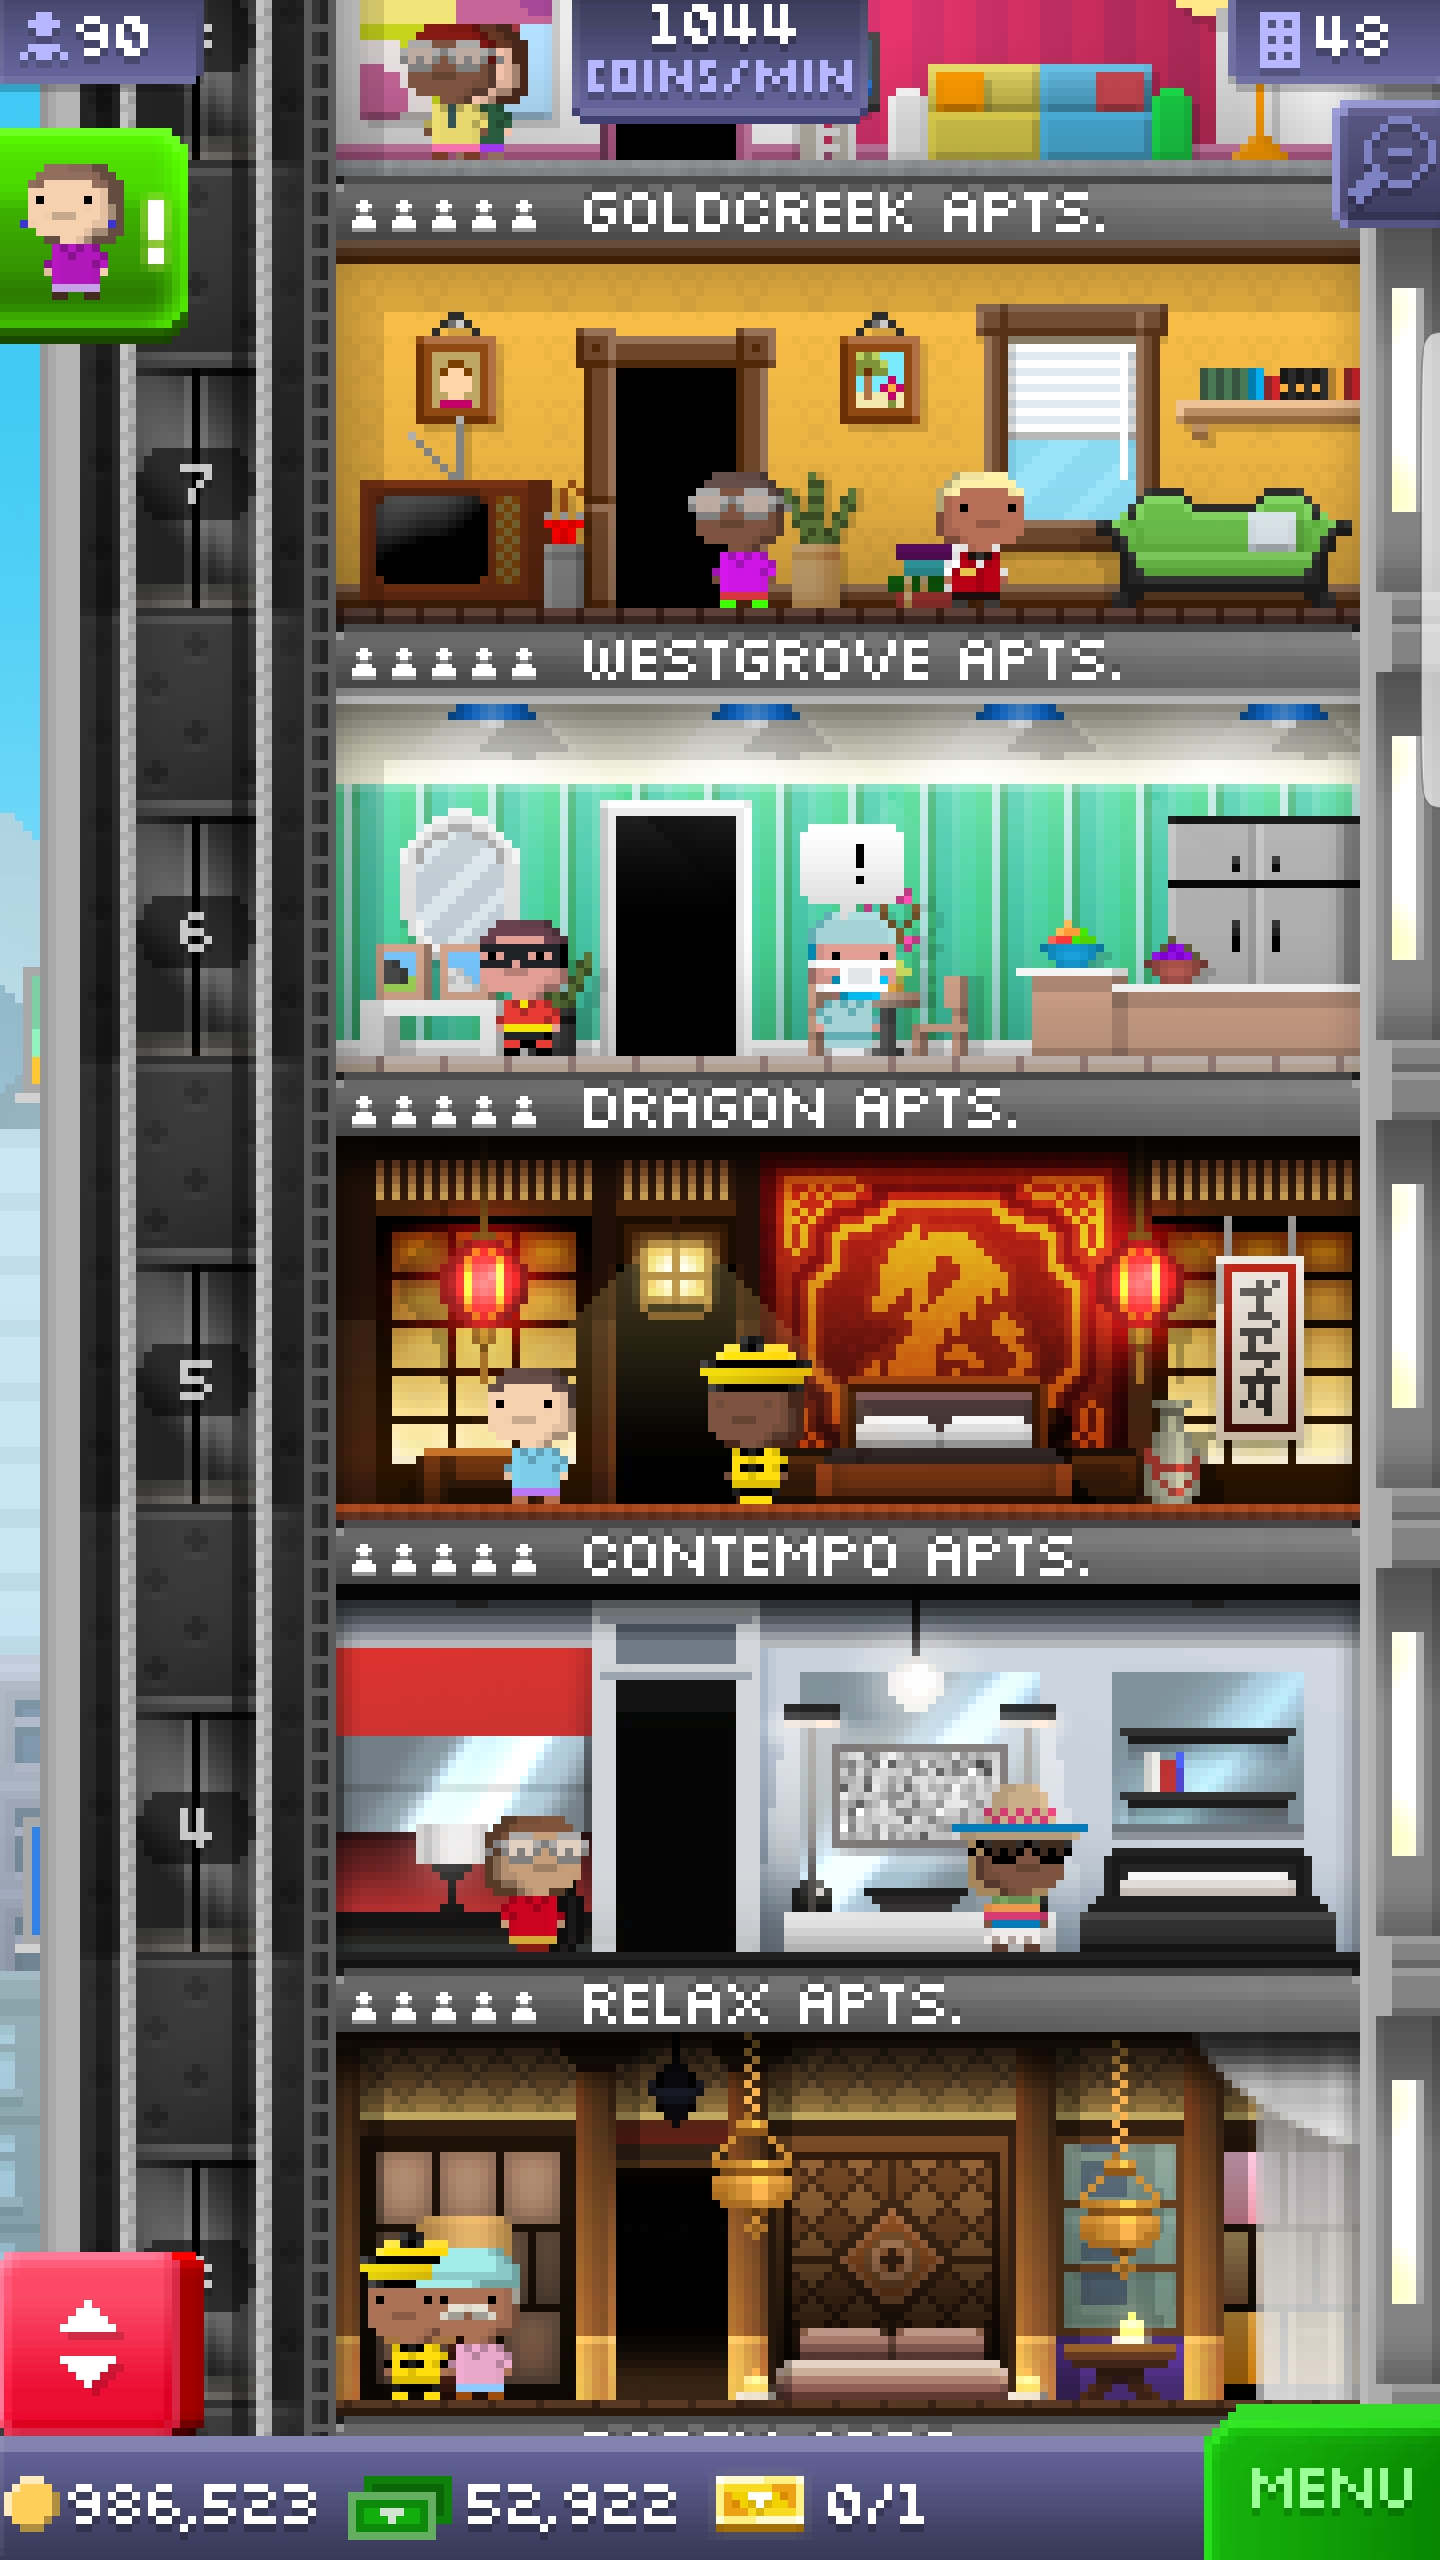 90
1044
COINS/MIN
48
!
GOLDCREEK APTS.
7
WESTGROVE APTS.
!
6
DRAGON APTS.
5
CONTEMPO APTS.
4
RELAX APTS.
986,523 52,922 0/1
MENU